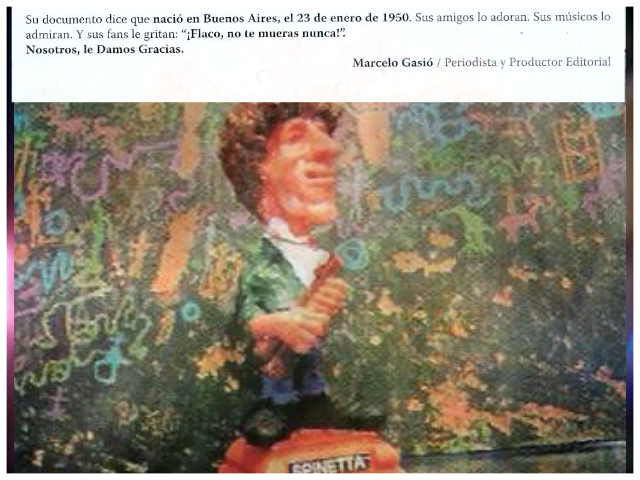 Su documento dice que nació en Buenos Aires, el 23 de enero de 1950. Sus amigos lo adoran. Sus músicos lo
admiran. Y sus fans le gritan: “¡Flaco, no te mueras nunca!”.
Nosotros, le Damos Gracias.
Marcelo Gasió / Periodista y Productor Editorial
SPINETTA